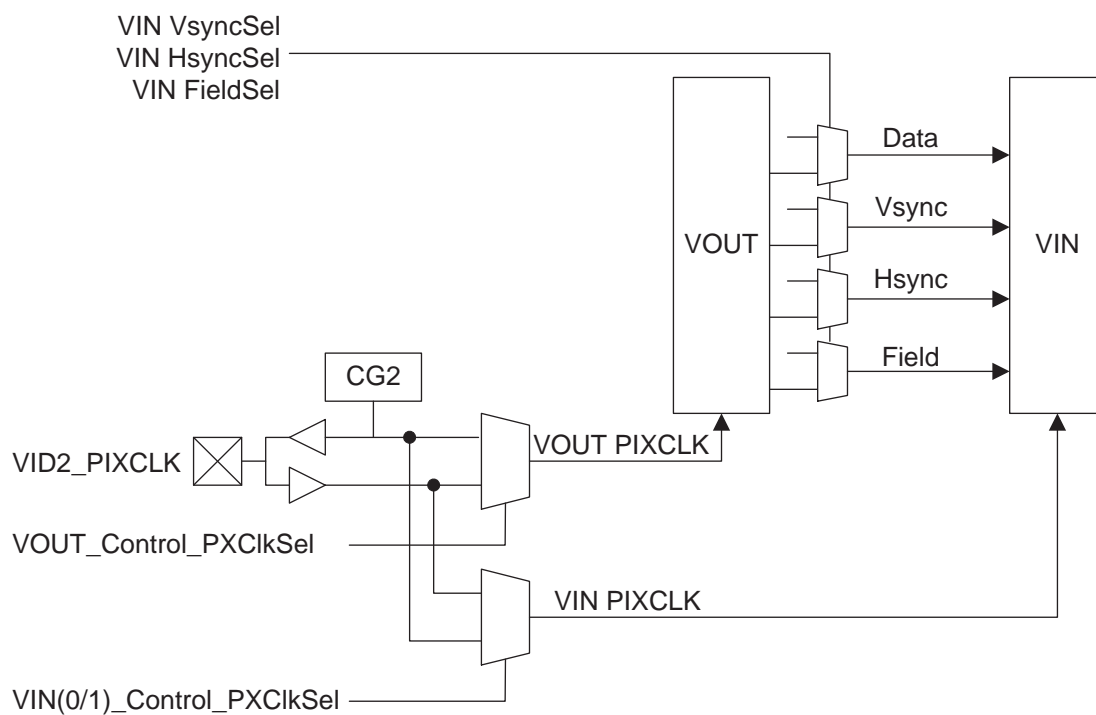 VIN VsyncSel
VIN HsyncSel
VIN FieldSel
Data
Vsync
VOUT
VIN
Hsync
Field
CG2
VOUT PIXCLK
VID2_PIXCLK
VOUT_Control_PXClkSel
VIN PIXCLK
VIN(0/1)_Control_PXClkSel